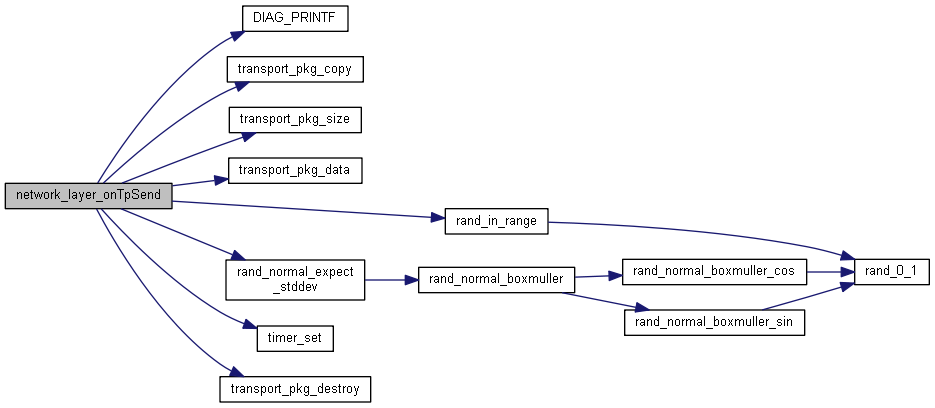 DIAG_PRINTF
transport_pkg_copy
transport_pkg_size
transport_pkg_data
network_layer_onTpSend
rand_in_range
rand_normal_expect
_stddev
rand_normal_boxmuller
rand_normal_boxmuller_cos
rand_0_1
rand_normal_boxmuller_sin
timer_set
transport_pkg_destroy